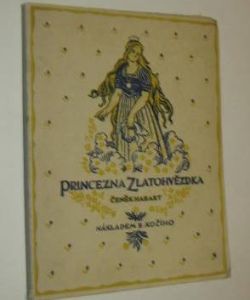 PRINCEZNA ZLATOHVĚZDKA
ČENĚK HABART
NÁKLADEM B. KOČÍHO